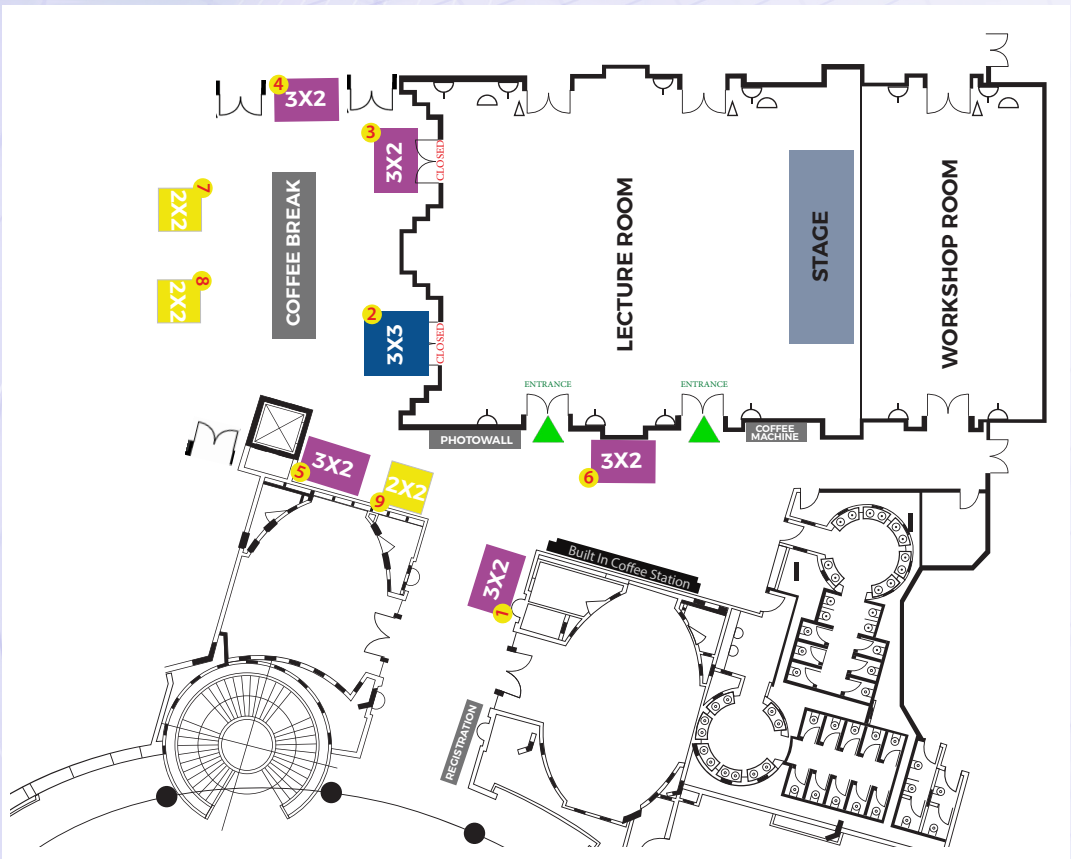 4
3X2
3
3X2
CLOSED
7
2X2
8
2X2
COFFEE BREAK
2
3X3
CLOSED
LECTURE ROOM
STAGE
WORKSHOP ROOM
ENTRANCE
ENTRANCE
PHOTOWALL
COFFEE
MACHINE
5
3X2
9
2X2
6
3X2
1
3X2
Built In Coffee Station
REGISTRATION